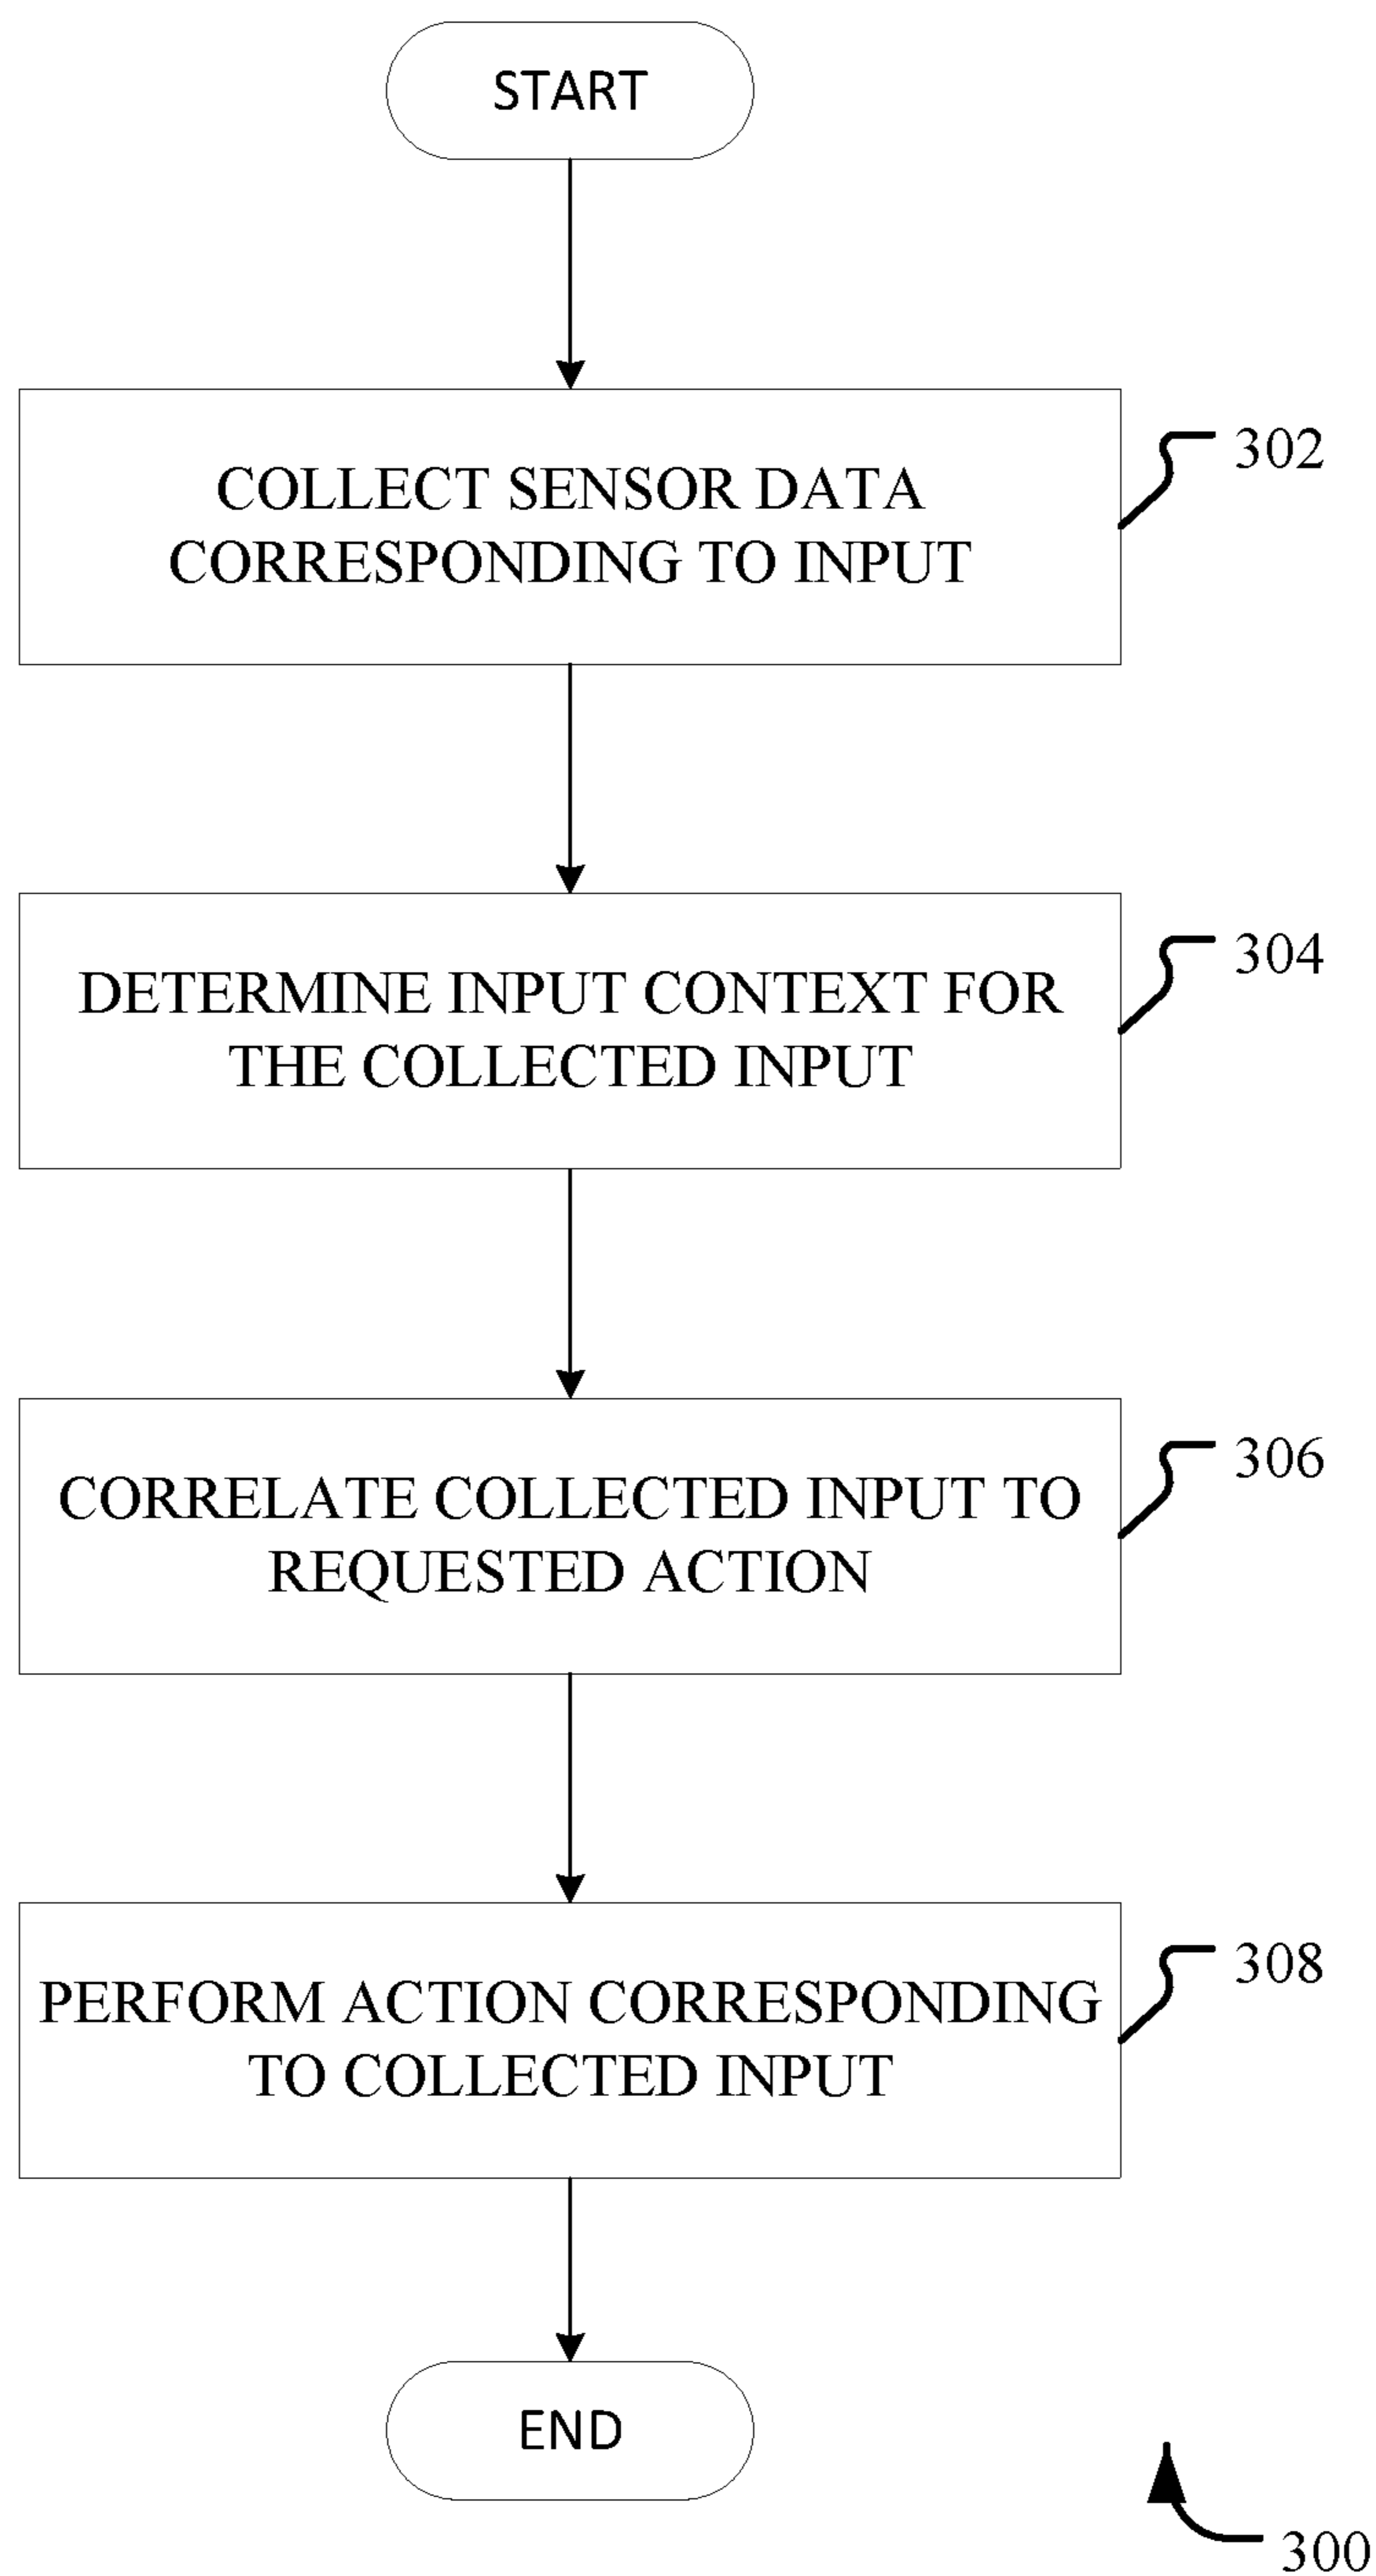 START
COLLECT SENSOR DATA
CORRESPONDING TO INPUT
302
DETERMINE INPUT CONTEXT FOR
THE COLLECTED INPUT
304
CORRELATE COLLECTED INPUT TO
REQUESTED ACTION
306
PERFORM ACTION CORRESPONDING
TO COLLECTED INPUT
308
END
300